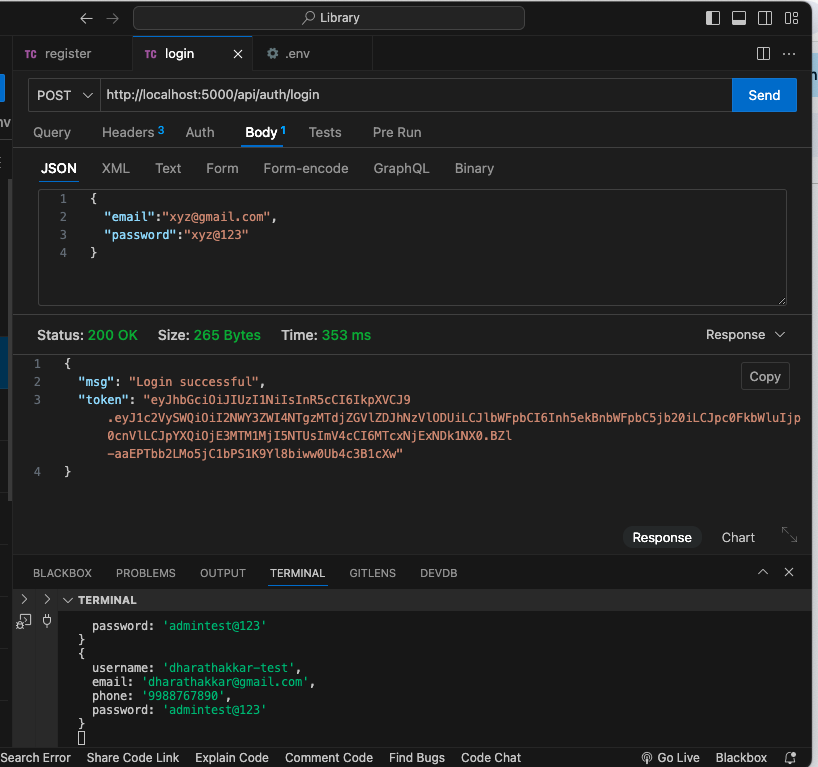 Library
TC register
TC login
.env
POST
http://localhost:5000/api/auth/login
Send
Query
Headers 3
Auth
Body 1
Tests
Pre Run
JSON
XML
Text
Form
Form-encode
GraphQL
Binary
1 {
2 "email":"xyz@gmail.com",
3 "password":"xyz@123"
4 }
Status: 200 OK Size: 265 Bytes Time: 353 ms
Response
1 {
2 "msg": "Login successful",
Copy
3 "token": "eyJhbGciOiJIUzI1NiIsInR5cCI6IkpXVCJ9
.eyJ1c2VySWQiOiI2NWY3ZWI4NTgzMTdjZGVlZDJhNzVlODUiLCJlbWFpbCI6Inh5ekBnbWFpbC5jb20iLCJpc0FkbWluIjp
0cnVlLCJpYXQiOjE3MTM1MjI5NTUsImV4cCI6MTcxNjExNDk1NX0.BZl
-aaEPTbb2LMo5jC1bPS1K9Yl8biww0Ub4c3B1cXw"
4 }
Response
Chart
BLACKBOX
PROBLEMS
OUTPUT
TERMINAL
GITLENS
DEVDB
TERMINAL
password: 'admintest@123'
}
{
username: 'dharathakkar-test',
email: 'dharathakkar@gmail.com',
phone: '9988767890',
password: 'admintest@123'
}
Search Error
Share Code Link
Explain Code
Comment Code
Find Bugs
Code Chat
Go Live
Blackbox